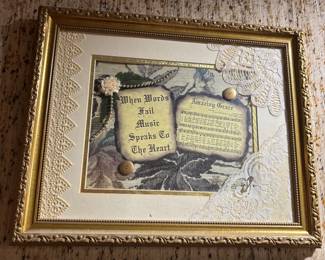 When Words
Fail
Music
Speaks To
The Heart
Amazing Grace